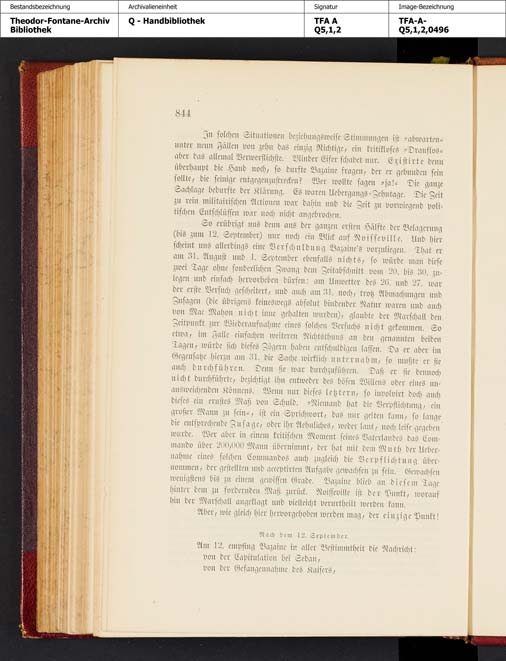 Bestandsbezeichnung
Archivalieneinheit
Signatur
Image-Bezeichnung
Theodor-Fontane-Archiv
Bibliothek
Q - Handbibliothek
TFA A
Q5,1,2
TFA-A-
Q5,1,2,0496
844
In solchen Situationen beziehungsweise Stimmungen ist »abwarten«
unter neun Fällen von zehn das einzig Richtige, ein kritikloses »Drauflos«
aber das allemal Verwerflichste. Blinder Eifer schadet nur. Existirte denn
überhaupt die Hand noch, so durfte Bazaine fragen, der er gebunden sein
sollte, die seinige entgegenzustrecken? Wer wollte sagen »ja!« Die ganze
Sachlage bedurfte der Klärung. Es waren Uebergangs-Zehntage. Die Zeit
zu rein militairischen Actionen war dahin und die Zeit zu vorwiegend poli-
tischen Entschlüssen war noch nicht angebrochen.
So erübrigt uns denn aus der ganzen ersten Hälfte der Belagerung
(bis zum 12. September) nur noch ein Blick auf Noisseville. Und hier
scheint uns allerdings eine Verschuldung Bazaine's vorzuliegen. That er
am 31. August und 1. September ebenfalls nichts, so würde man diese
zwei Tage ohne sonderlichen Zwang dem Zeitabschnitt vom 20. bis 30. zu-
legen und einfach hervorheben dürfen: am Unwetter des 26. und 27. war
der erste Versuch gescheitert, und auch am 31. noch, trotz Abmachungen und
Zusagen (die übrigens keineswegs absolut bindender Natur waren und auch
von Mac Mahon nicht inne gehalten wurden), glaubte der Marschall den
Zeitpunkt zur Wiederaufnahme eines solchen Versuchs nicht gekommen. So
etwa, im Falle einfachen weiteren Nichtsthuns an den genannten beiden
Tagen, würde sich dieses Zögern haben entschuldigen lassen. Da er aber im
Gegensatze hierzu am 31. die Sache wirklich unternahm, so mußte er sie
auch durchführen. Denn sie war durchzuführen. Daß er sie dennoch
nicht durchführte, bezichtigt ihn entweder des bösen Willens oder eines un-
ausreichenden Könnens. Wenn nur dieses letztern, so involvirt doch auch
dieses ein ernstes Maß von Schuld. »Niemand hat die Verpflichtung, ein
großer Mann zu sein«, ist ein Sprichwort, das nur gelten kann, so lange
die entsprechende Zusage, oder ihr Aehnliches, weder laut, noch leise gegeben
wurde. Wer aber in einem kritischen Moment seines Vaterlandes das Com-
mando über 200,000 Mann übernimmt, der hat mit dem Muth der Ueber-
nahme eines solchen Commandos auch zugleich die Verpflichtung über-
nommen, der gestellten und acceptirten Aufgabe gewachsen zu sein. Gewachsen
wenigstens bis zu einem gewissen Grade. Bazaine blieb an diesem Tage
hinter dem zu fordernden Maß zurück. Noisseville ist der Punkt, worauf
hin der Marschall angeklagt und vielleicht verurtheilt werden kann.
Aber, wie gleich hier hervorgehoben werden mag, der einzige Punkt!
Nach dem 12. September.
Am 12. empfing Bazaine in aller Bestimmtheit die Nachricht:
von der Capitulation bei Sedan,
von der Gefangennahme des Kaisers,